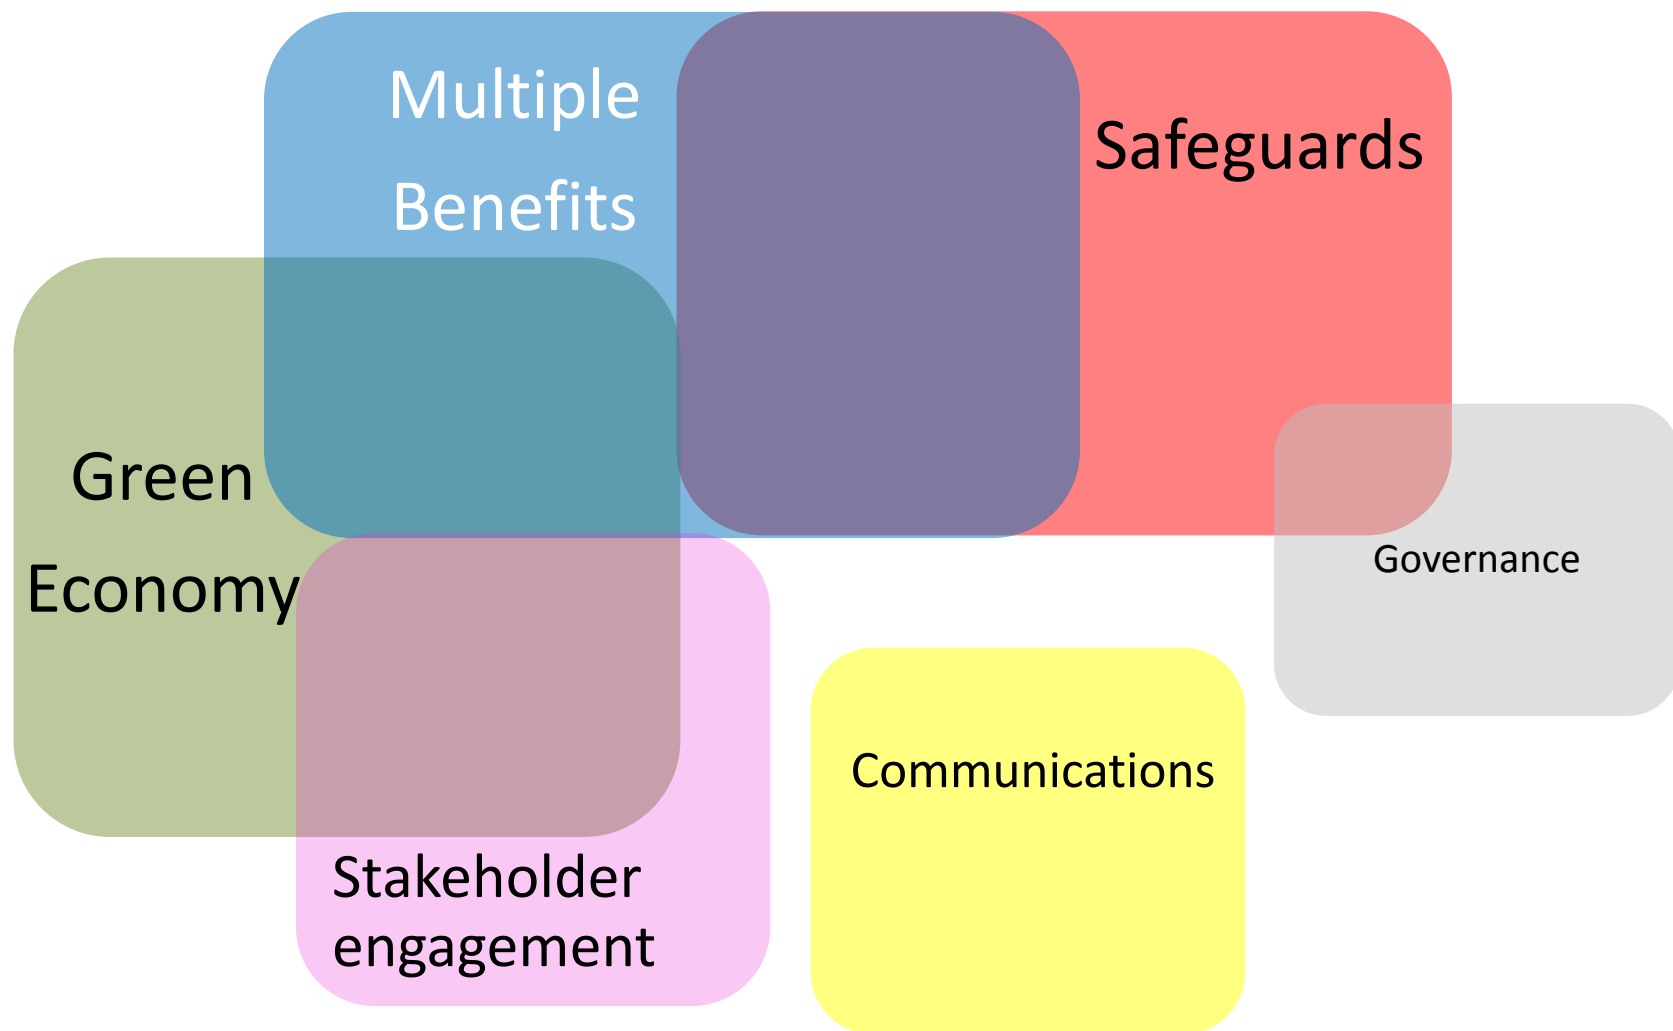 Multiple
Benefits
Safeguards
Green
Economy
Governance
Communications
Stakeholder
engagement